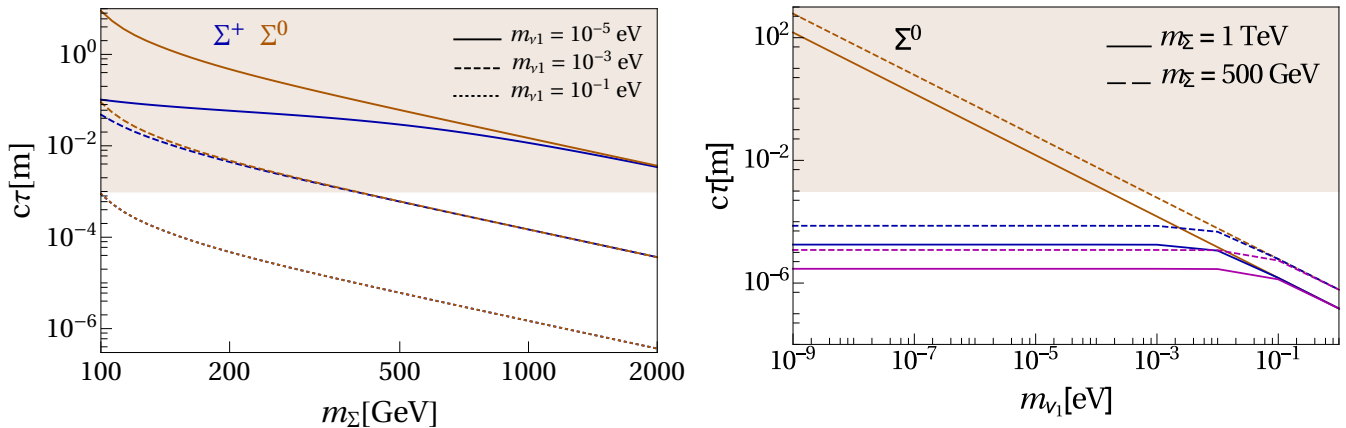 Σ⁺ Σ⁰
m_ν1 = 10⁻⁵ eV
m_ν1 = 10⁻³ eV
m_ν1 = 10⁻¹ eV
cτ[m]
10⁰
10⁻²
10⁻⁴
10⁻⁶
100 200 500 1000 2000
m_Σ[GeV]
Σ⁰
m_Σ = 1 TeV
m_Σ = 500 GeV
cτ[m]
10²
10⁻²
10⁻⁶
10⁻⁹ 10⁻⁷ 10⁻⁵ 10⁻³ 10⁻¹
m_ν₁[eV]